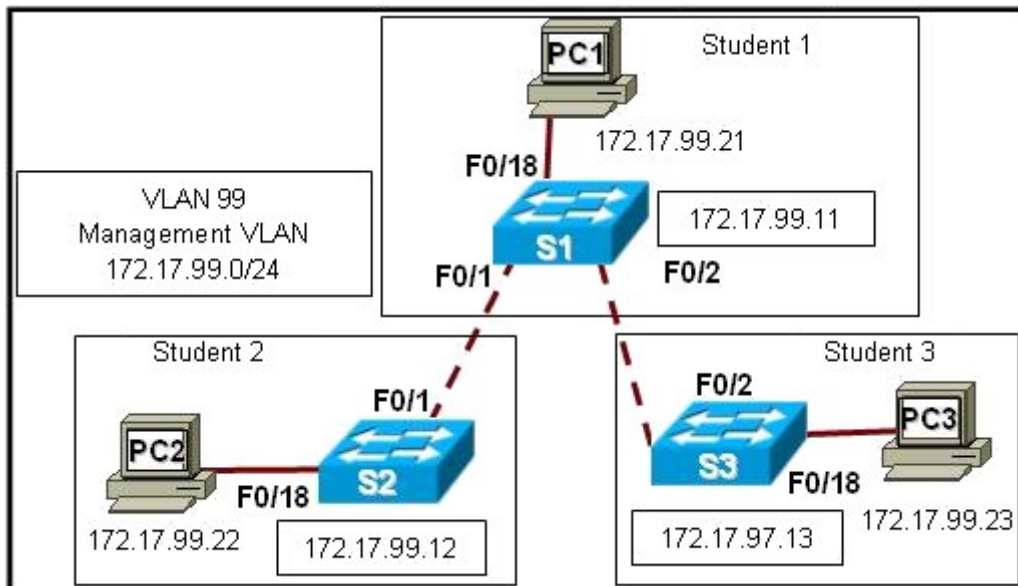 Student 1
PC1
172.17.99.21
F0/18
VLAN 99
Management VLAN
172.17.99.0/24
172.17.99.11
S1
F0/1
F0/2
Student 2
Student 3
F0/1
F0/2
PC2
PC3
S2
S3
F0/18
F0/18
172.17.99.22
172.17.99.12
172.17.97.13
172.17.99.23